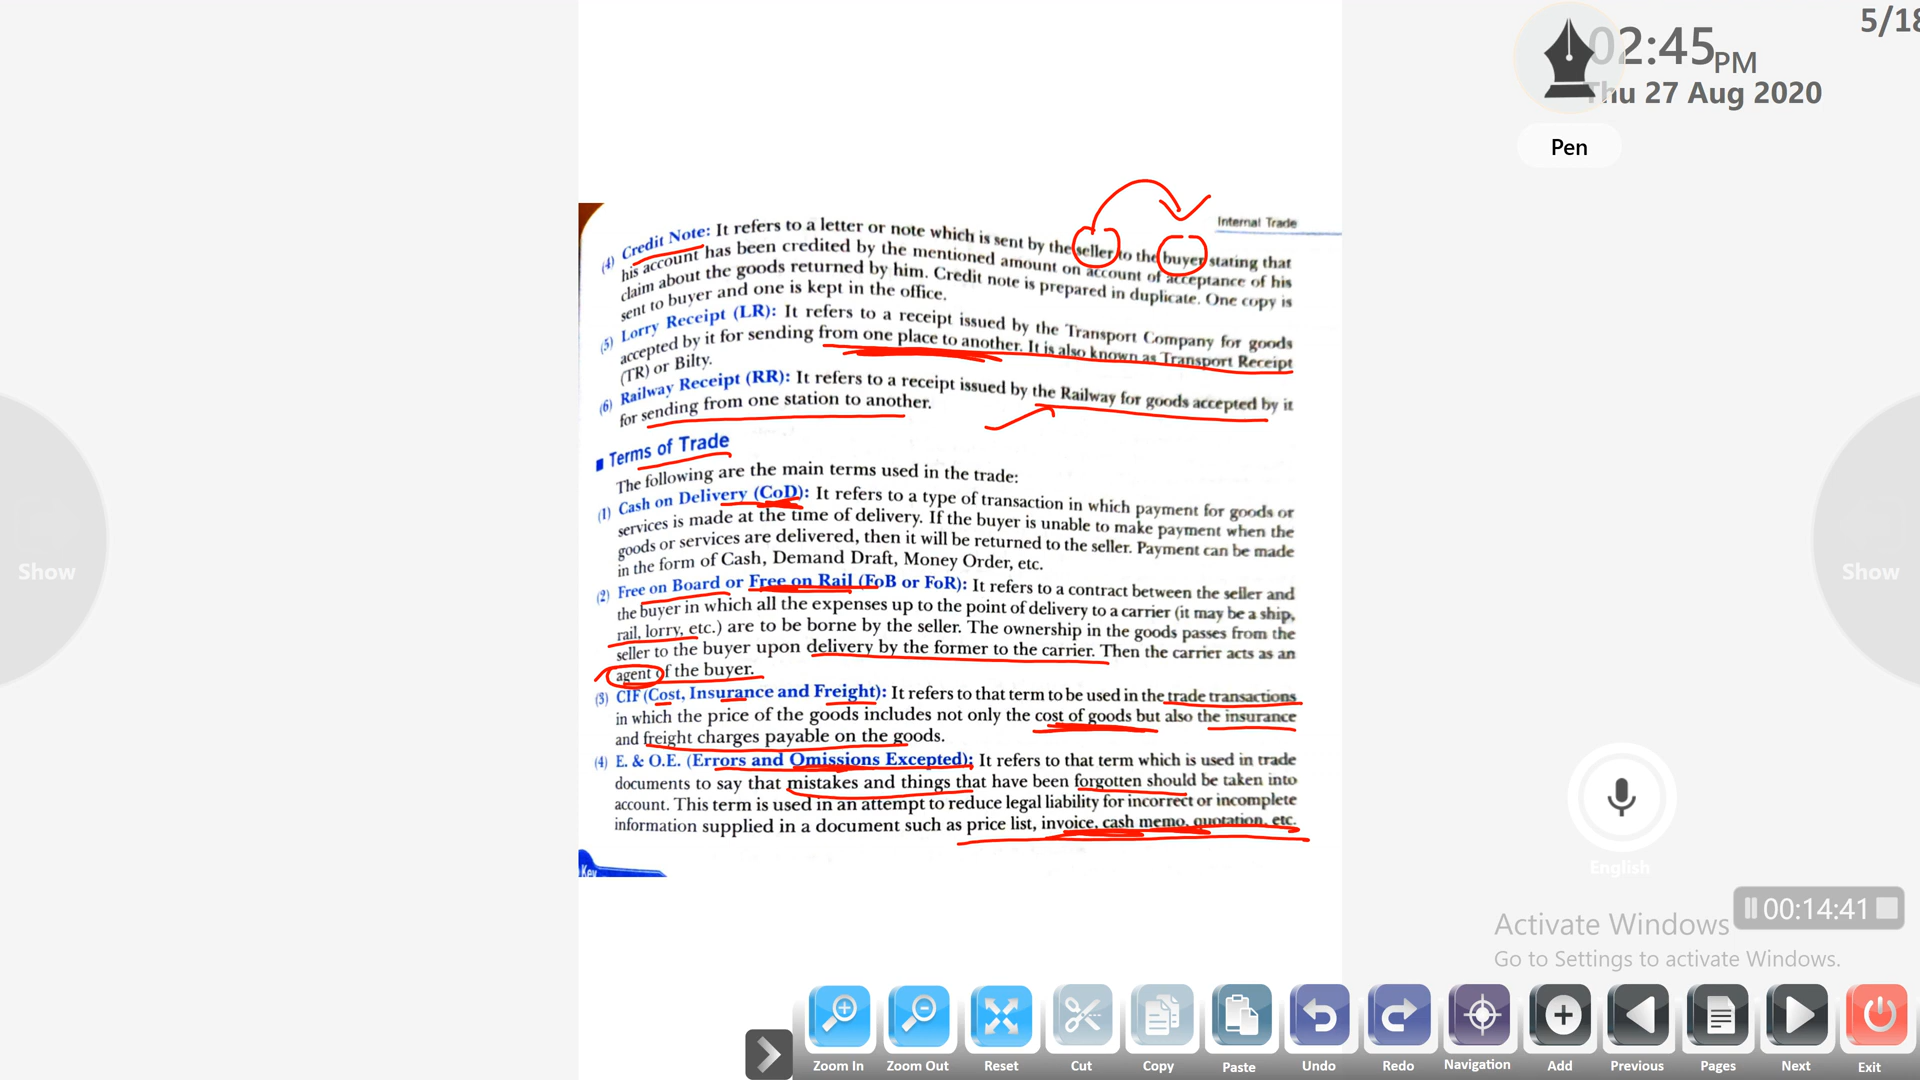 5/18
02:45PM
Thu 27 Aug 2020
Pen
Internal Trade
(4) Credit Note: It refers to a letter or note which is sent by the seller to the buyer stating that
his account has been credited by the mentioned amount on account of acceptance of his
claim about the goods returned by him. Credit note is prepared in duplicate. One copy is
sent to buyer and one is kept in the office.
(5) Lorry Receipt (LR): It refers to a receipt issued by the Transport Company for goods
accepted by it for sending from one place to another. It is also known as Transport Receipt
(TR) or Bilty.
(6) Railway Receipt (RR): It refers to a receipt issued by the Railway for goods accepted by it
for sending from one station to another.
■ Terms of Trade
The following are the main terms used in the trade:
(1) Cash on Delivery (CoD): It refers to a type of transaction in which payment for goods or
services is made at the time of delivery. If the buyer is unable to make payment when the
goods or services are delivered, then it will be returned to the seller. Payment can be made
in the form of Cash, Demand Draft, Money Order, etc.
(2) Free on Board or Free on Rail (FoB or FoR): It refers to a contract between the seller and
the buyer in which all the expenses up to the point of delivery to a carrier (it may be a ship,
rail, lorry, etc.) are to be borne by the seller. The ownership in the goods passes from the
seller to the buyer upon delivery by the former to the carrier. Then the carrier acts as an
agent of the buyer.
(3) CIF (Cost, Insurance and Freight): It refers to that term to be used in the trade transactions
in which the price of the goods includes not only the cost of goods but also the insurance
and freight charges payable on the goods.
(4) E. & O.E. (Errors and Omissions Excepted): It refers to that term which is used in trade
documents to say that mistakes and things that have been forgotten should be taken into
account. This term is used in an attempt to reduce legal liability for incorrect or incomplete
information supplied in a document such as price list, invoice, cash memo, quotation, etc.
Key
Show
Show
English
00:14:41
Activate Windows
Go to Settings to activate Windows.
Zoom In
Zoom Out
Reset
Cut
Copy
Paste
Undo
Redo
Navigation
Add
Previous
Pages
Next
Exit